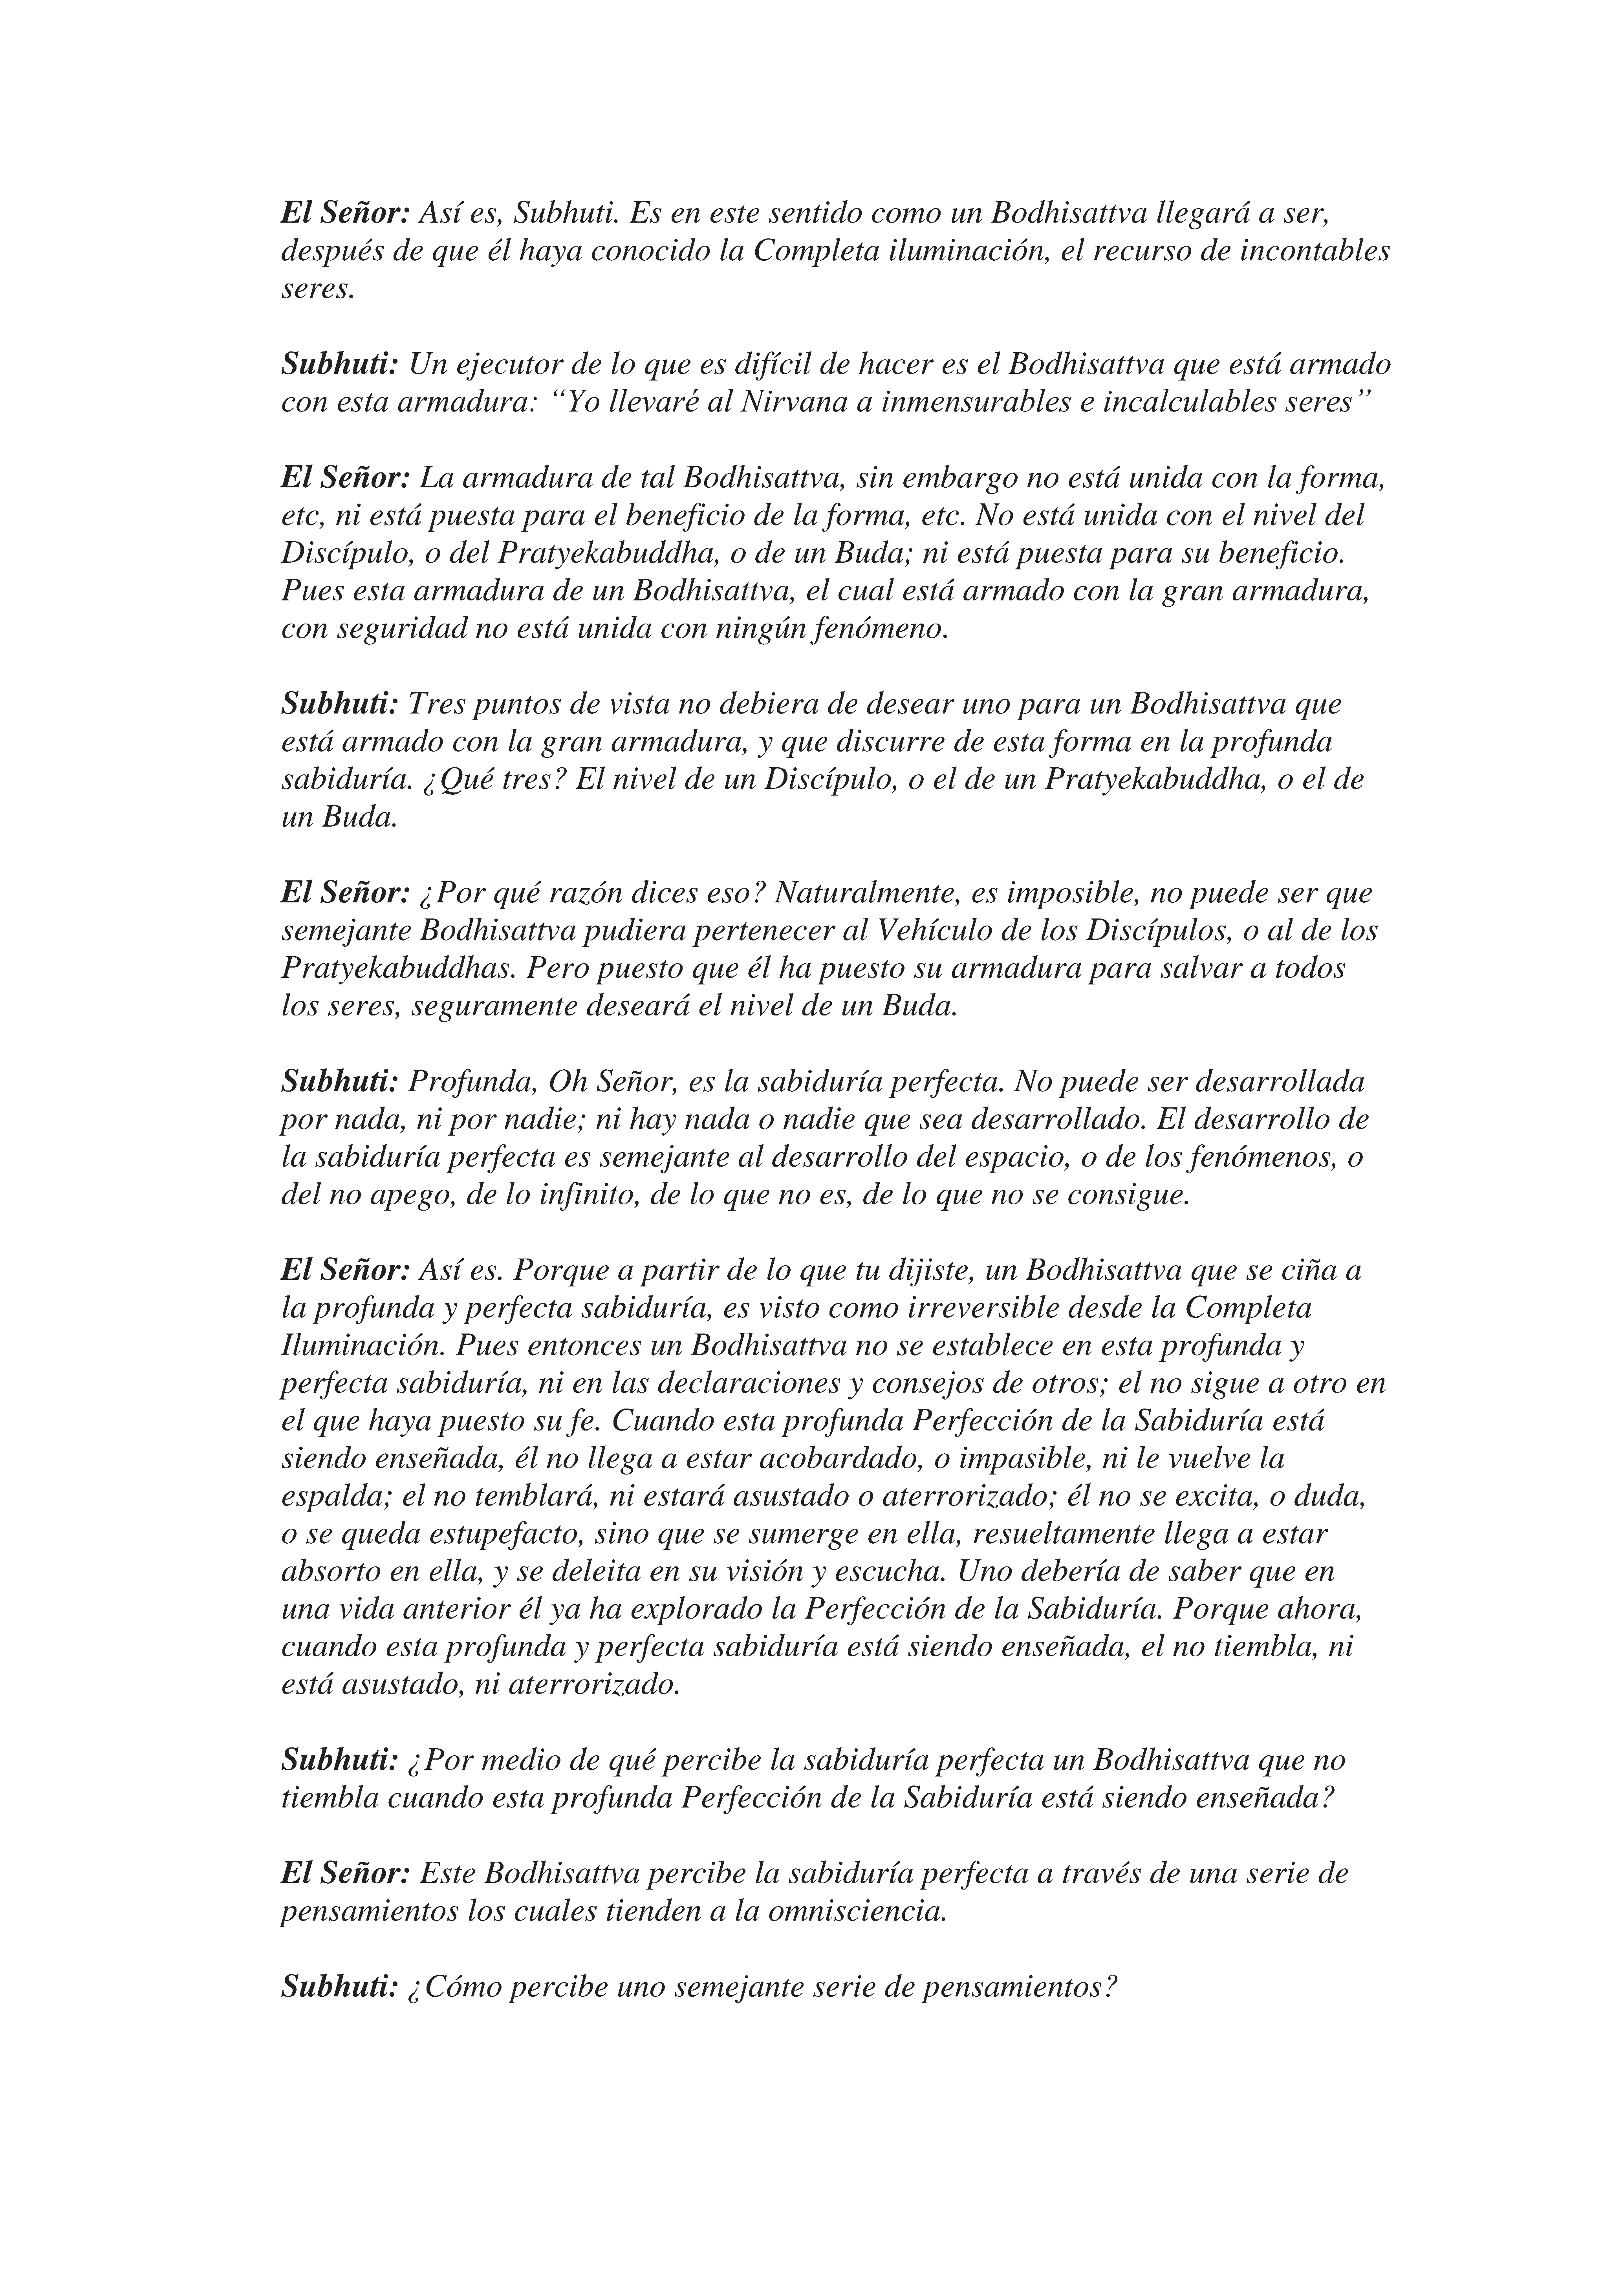 El Señor: Así es, Subhuti. Es en este sentido como un Bodhisattva llegará a ser,
después de que él haya conocido la Completa iluminación, el recurso de incontables
seres.
Subhuti: Un ejecutor de lo que es difícil de hacer es el Bodhisattva que está armado
con esta armadura: “Yo llevaré al Nirvana a inmensurables e incalculables seres”
El Señor: La armadura de tal Bodhisattva, sin embargo no está unida con la forma,
etc, ni está puesta para el beneficio de la forma, etc. No está unida con el nivel del
Discípulo, o del Pratyekabuddha, o de un Buda; ni está puesta para su beneficio.
Pues esta armadura de un Bodhisattva, el cual está armado con la gran armadura,
con seguridad no está unida con ningún fenómeno.
Subhuti: Tres puntos de vista no debiera de desear uno para un Bodhisattva que
está armado con la gran armadura, y que discurre de esta forma en la profunda
sabiduría. ¿Qué tres? El nivel de un Discípulo, o el de un Pratyekabuddha, o el de
un Buda.
El Señor: ¿Por qué razón dices eso? Naturalmente, es imposible, no puede ser que
semejante Bodhisattva pudiera pertenecer al Vehículo de los Discípulos, o al de los
Pratyekabuddhas. Pero puesto que él ha puesto su armadura para salvar a todos
los seres, seguramente deseará el nivel de un Buda.
Subhuti: Profunda, Oh Señor, es la sabiduría perfecta. No puede ser desarrollada
por nada, ni por nadie; ni hay nada o nadie que sea desarrollado. El desarrollo de
la sabiduría perfecta es semejante al desarrollo del espacio, o de los fenómenos, o
del no apego, de lo infinito, de lo que no es, de lo que no se consigue.
El Señor: Así es. Porque a partir de lo que tu dijiste, un Bodhisattva que se ciña a
la profunda y perfecta sabiduría, es visto como irreversible desde la Completa
Iluminación. Pues entonces un Bodhisattva no se establece en esta profunda y
perfecta sabiduría, ni en las declaraciones y consejos de otros; el no sigue a otro en
el que haya puesto su fe. Cuando esta profunda Perfección de la Sabiduría está
siendo enseñada, él no llega a estar acobardado, o impasible, ni le vuelve la
espalda; el no temblará, ni estará asustado o aterrorizado; él no se excita, o duda,
o se queda estupefacto, sino que se sumerge en ella, resueltamente llega a estar
absorto en ella, y se deleita en su visión y escucha. Uno debería de saber que en
una vida anterior él ya ha explorado la Perfección de la Sabiduría. Porque ahora,
cuando esta profunda y perfecta sabiduría está siendo enseñada, el no tiembla, ni
está asustado, ni aterrorizado.
Subhuti: ¿Por medio de qué percibe la sabiduría perfecta un Bodhisattva que no
tiembla cuando esta profunda Perfección de la Sabiduría está siendo enseñada?
El Señor: Este Bodhisattva percibe la sabiduría perfecta a través de una serie de
pensamientos los cuales tienden a la omnisciencia.
Subhuti: ¿Cómo percibe uno semejante serie de pensamientos?